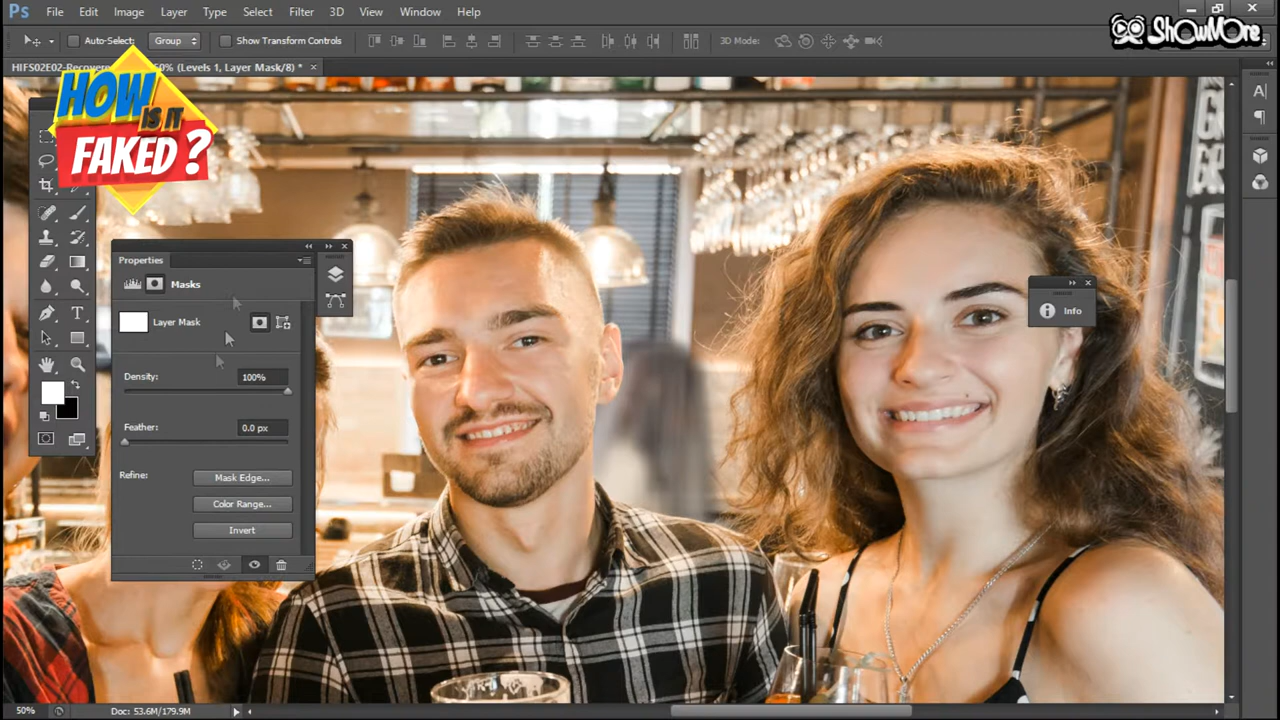 Ps File Edit Image Layer Type Select Filter 3D View Window Help
Auto-Select: Group Show Transform Controls 3D Mode:
SHOWMORE
(Levels 1, Layer Mask/8) *
HOW
IS IT
FAKED?
Properties
Masks
Layer Mask
Density: 100%
Feather: 0.0 px
Refine: Mask Edge...
Color Range...
Invert
Info
50% Doc: 53.6M/179.9M